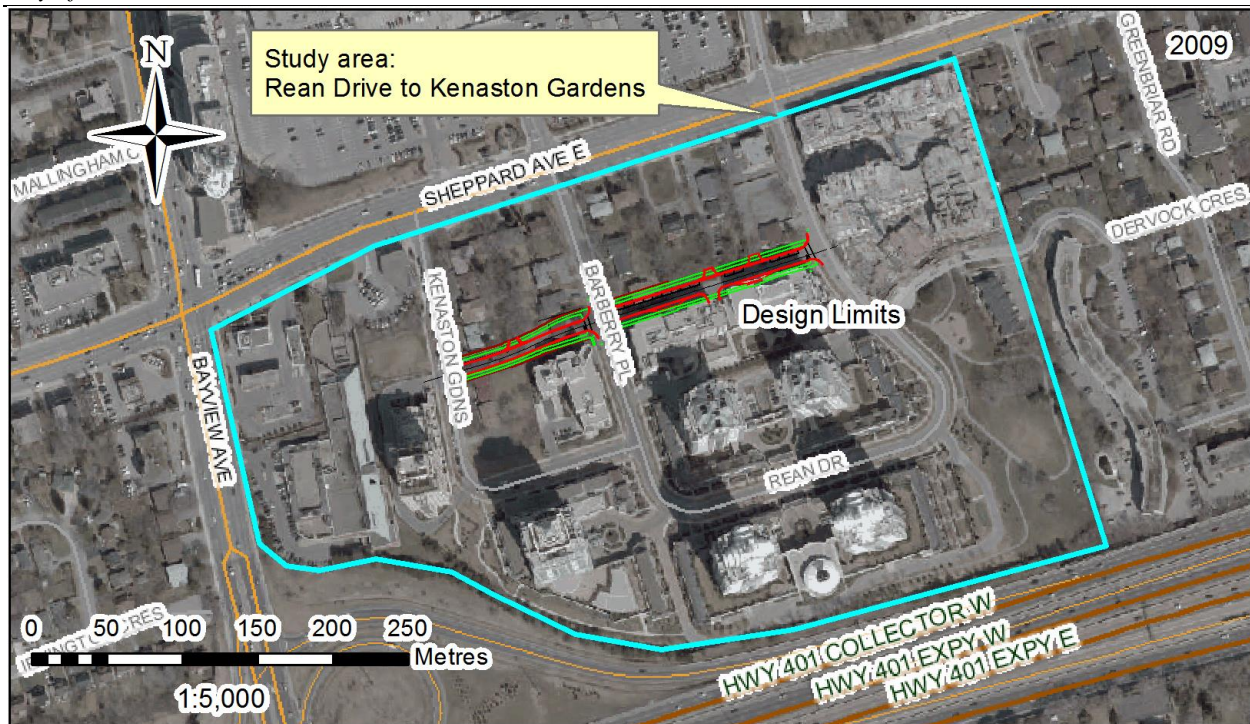 2009
Study area:
Rean Drive to Kenaston Gardens
N
GREENBRIAR RD
MALLINGHAM C
SHEPPARD AVE E
DERVOCK CRES
KENASTON GDNS
BARBERRY PL
Design Limits
BAYVIEW AVE
REAN DR
0 50 100 150 200 250
Metres
1:5,000
HWY 401 COLLECTOR W
HWY 401 EXPY W
HWY 401 EXPY E